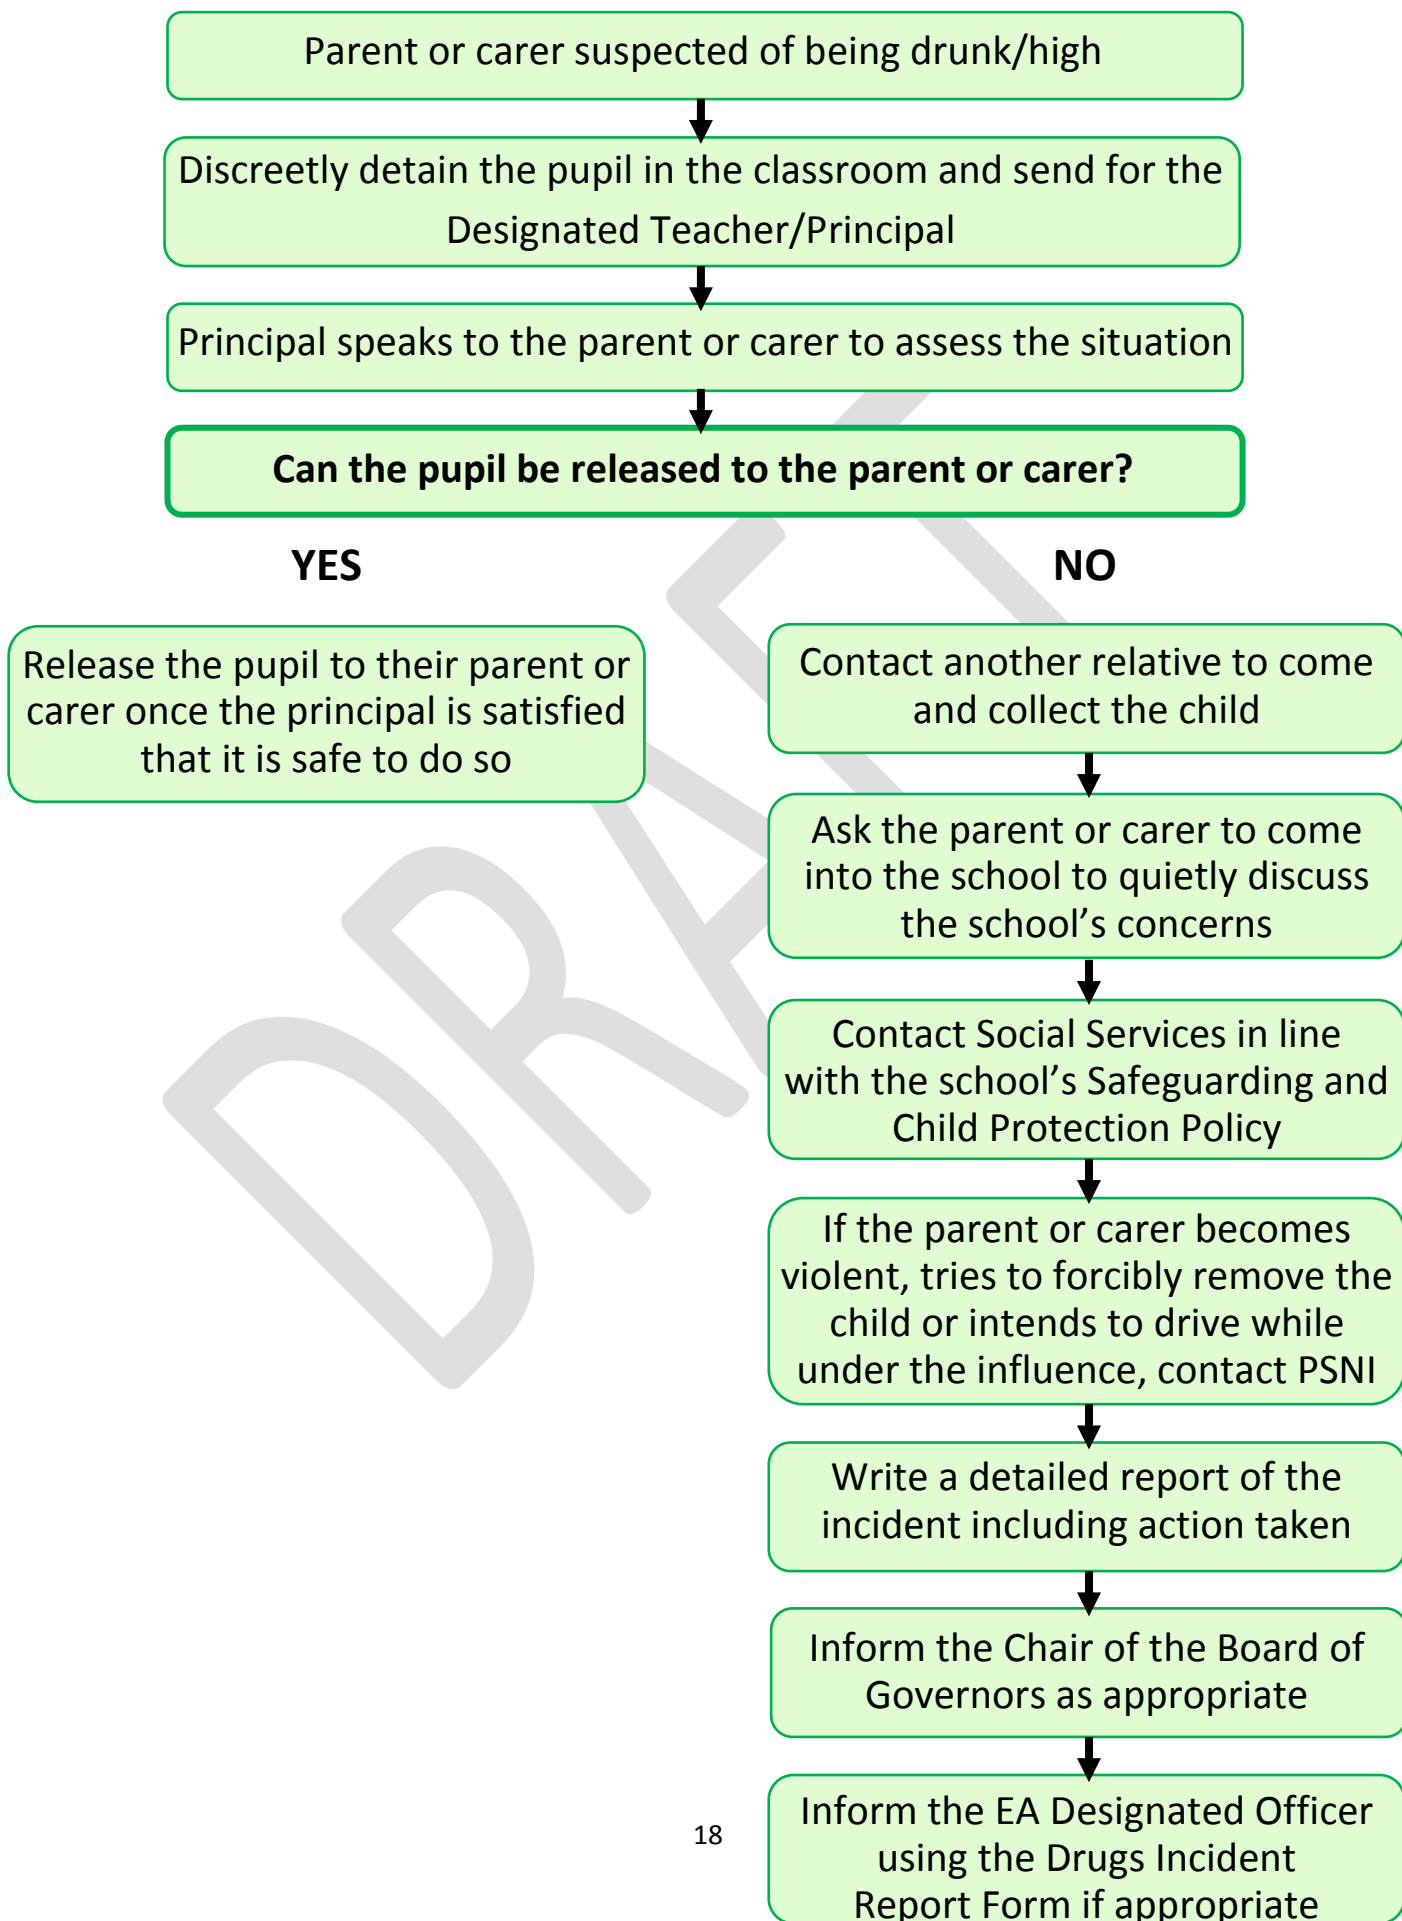 Parent or carer suspected of being drunk/high
Discreetly detain the pupil in the classroom and send for the
Designated Teacher/Principal
Principal speaks to the parent or carer to assess the situation
Can the pupil be released to the parent or carer?
YES
Release the pupil to their parent or
carer once the principal is satisfied
that it is safe to do so
NO
Contact another relative to come
and collect the child
Ask the parent or carer to come
into the school to quietly discuss
the school’s concerns
Contact Social Services in line
with the school’s Safeguarding and
Child Protection Policy
If the parent or carer becomes
violent, tries to forcibly remove the
child or intends to drive while
under the influence, contact PSNI
Write a detailed report of the
incident including action taken
Inform the Chair of the Board of
Governors as appropriate
Inform the EA Designated Officer
using the Drugs Incident
Report Form if appropriate
18
DRAFT